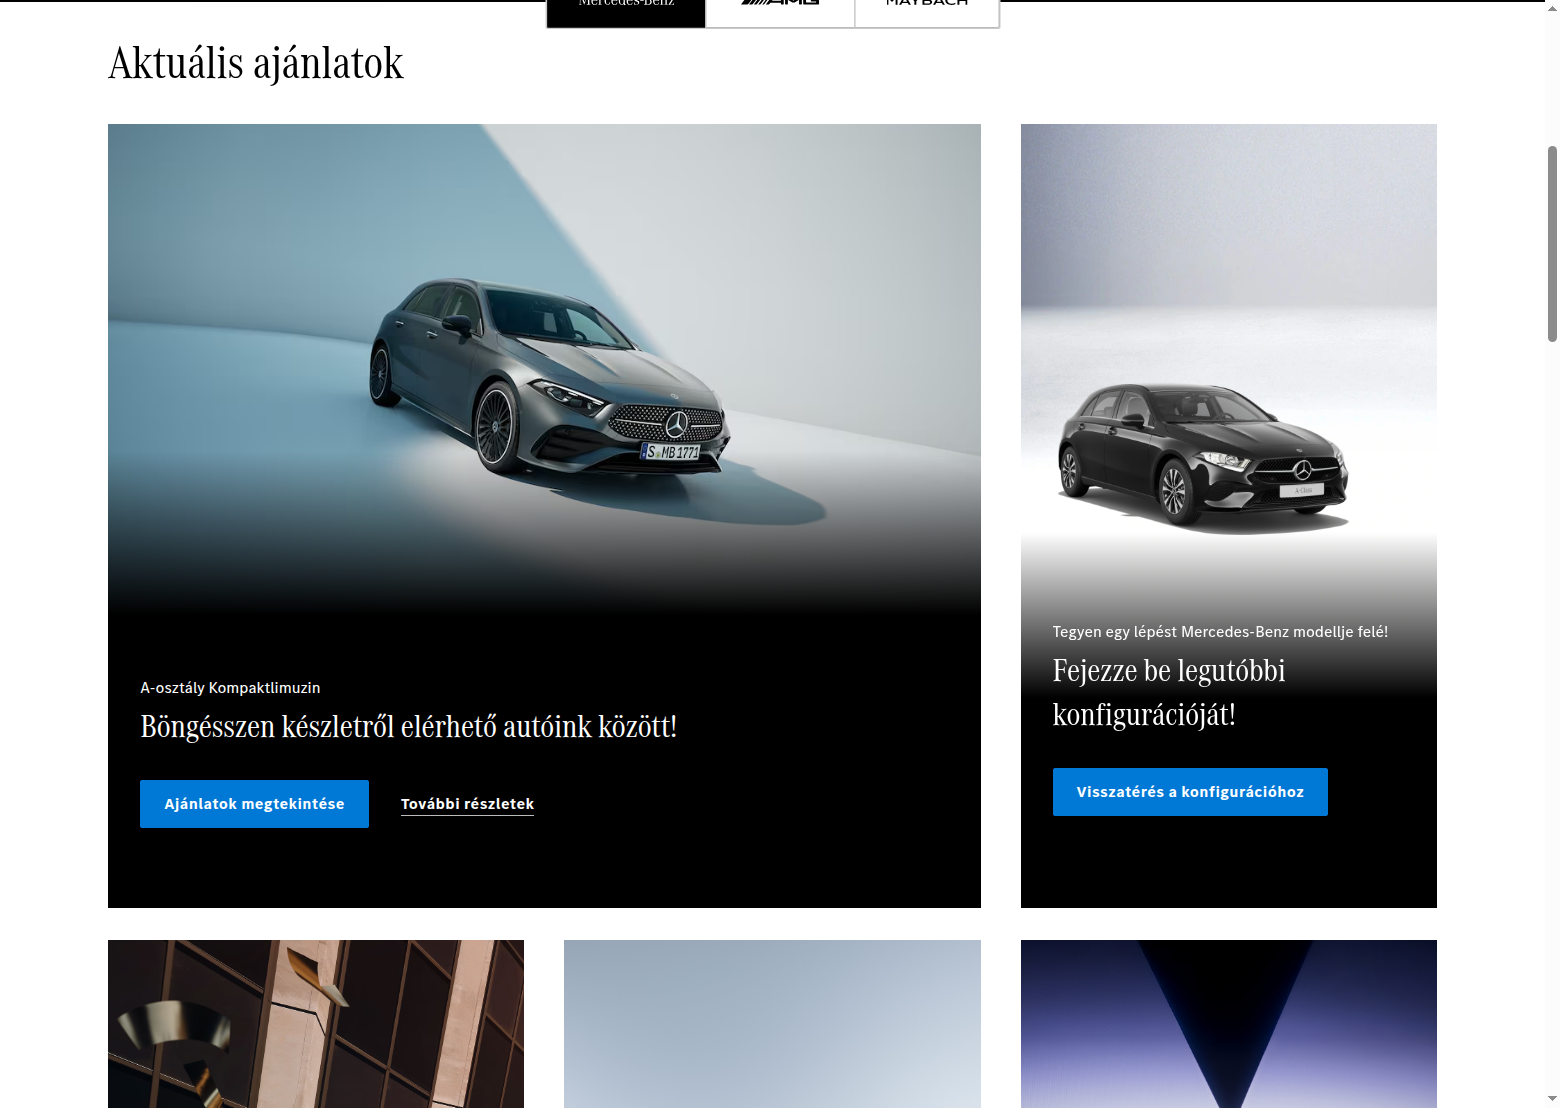 Mercedes-Benz
AMG
MAYBACH
Aktuális ajánlatok
S MB 1771
A-Class
A-osztály Kompaktlimuzin
Böngésszen készletről elérhető autóink között!
Ajánlatok megtekintése
További részletek
Tegyen egy lépést Mercedes-Benz modellje felé!
Fejezze be legutóbbi
konfigurációját!
Visszatérés a konfigurációhoz